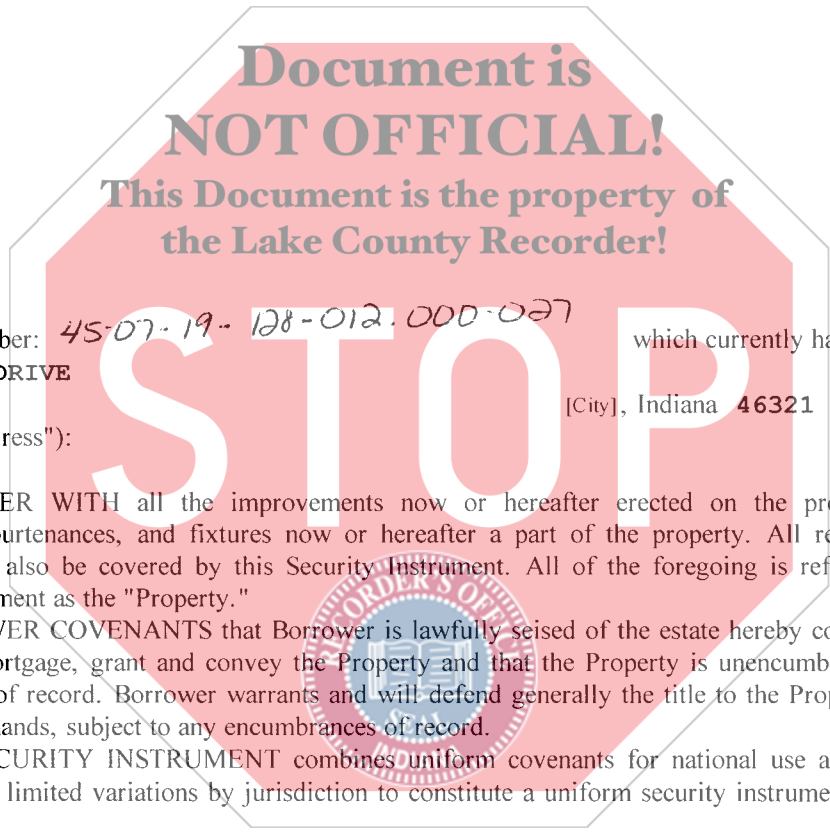 Document is
NOT OFFICIAL!
This Document is the property of
the Lake County Recorder!
ber: 45-07-19-128-012.000-027 which currently ha
DRIVE
[City], Indiana 46321
ress"):
STOP
ER WITH all the improvements now or hereafter erected on the pr
urtenances, and fixtures now or hereafter a part of the property. All re
also be covered by this Security Instrument. All of the foregoing is ref
ment as the "Property."
VER COVENANTS that Borrower is lawfully seised of the estate hereby co
ortgage, grant and convey the Property and that the Property is unencumb
of record. Borrower warrants and will defend generally the title to the Prop
ands, subject to any encumbrances of record.
CURITY INSTRUMENT combines uniform covenants for national use a
limited variations by jurisdiction to constitute a uniform security instrume
RECORDER'S OFFICE
SEAL
INDIANA